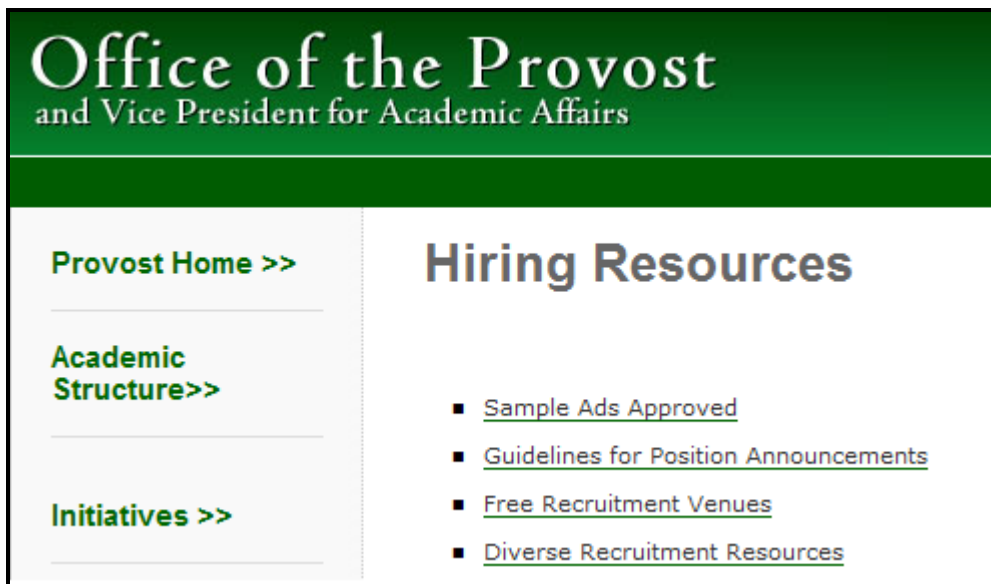 Office of the Provost
and Vice President for Academic Affairs
Provost Home >>
Academic
Structure>>
Initiatives >>
Hiring Resources
Sample Ads Approved
Guidelines for Position Announcements
Free Recruitment Venues
Diverse Recruitment Resources